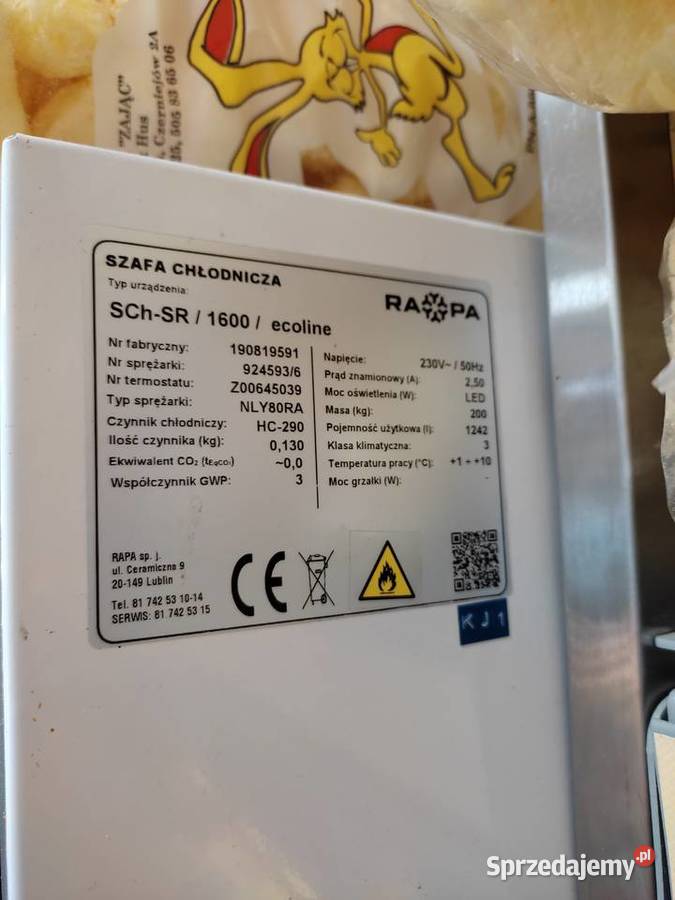 "ZAJĄC"
Hus
Czerniejów 2A
25, 505 83 65 06
SZAFA CHŁODNICZA
Typ urządzenia:
SCh-SR / 1600 / ecoline
RAPA
Nr fabryczny: 190819591
Nr sprężarki: 924593/6
Nr termostatu: Z00645039
Typ sprężarki: NLY80RA
Czynnik chłodniczy: HC-290
Ilość czynnika (kg): 0,130
Ekwiwalent CO₂ (tEqCO₂) ~0,0
Współczynnik GWP: 3
Napięcie: 230V~ / 50Hz
Prąd znamionowy (A): 2,50
Moc oświetlenia (W): LED
Masa (kg): 200
Pojemność użytkowa (l): 1242
Klasa klimatyczna: 3
Temperatura pracy (°C): +1 ÷ +10
Moc grzałki (W):
RAPA sp. j.
ul. Ceramiczna 9
20-149 Lublin
Tel. 81 742 53 10-14
SERWIS: 81 742 53 15
CE
KJ1
Sprzedajemy.pl